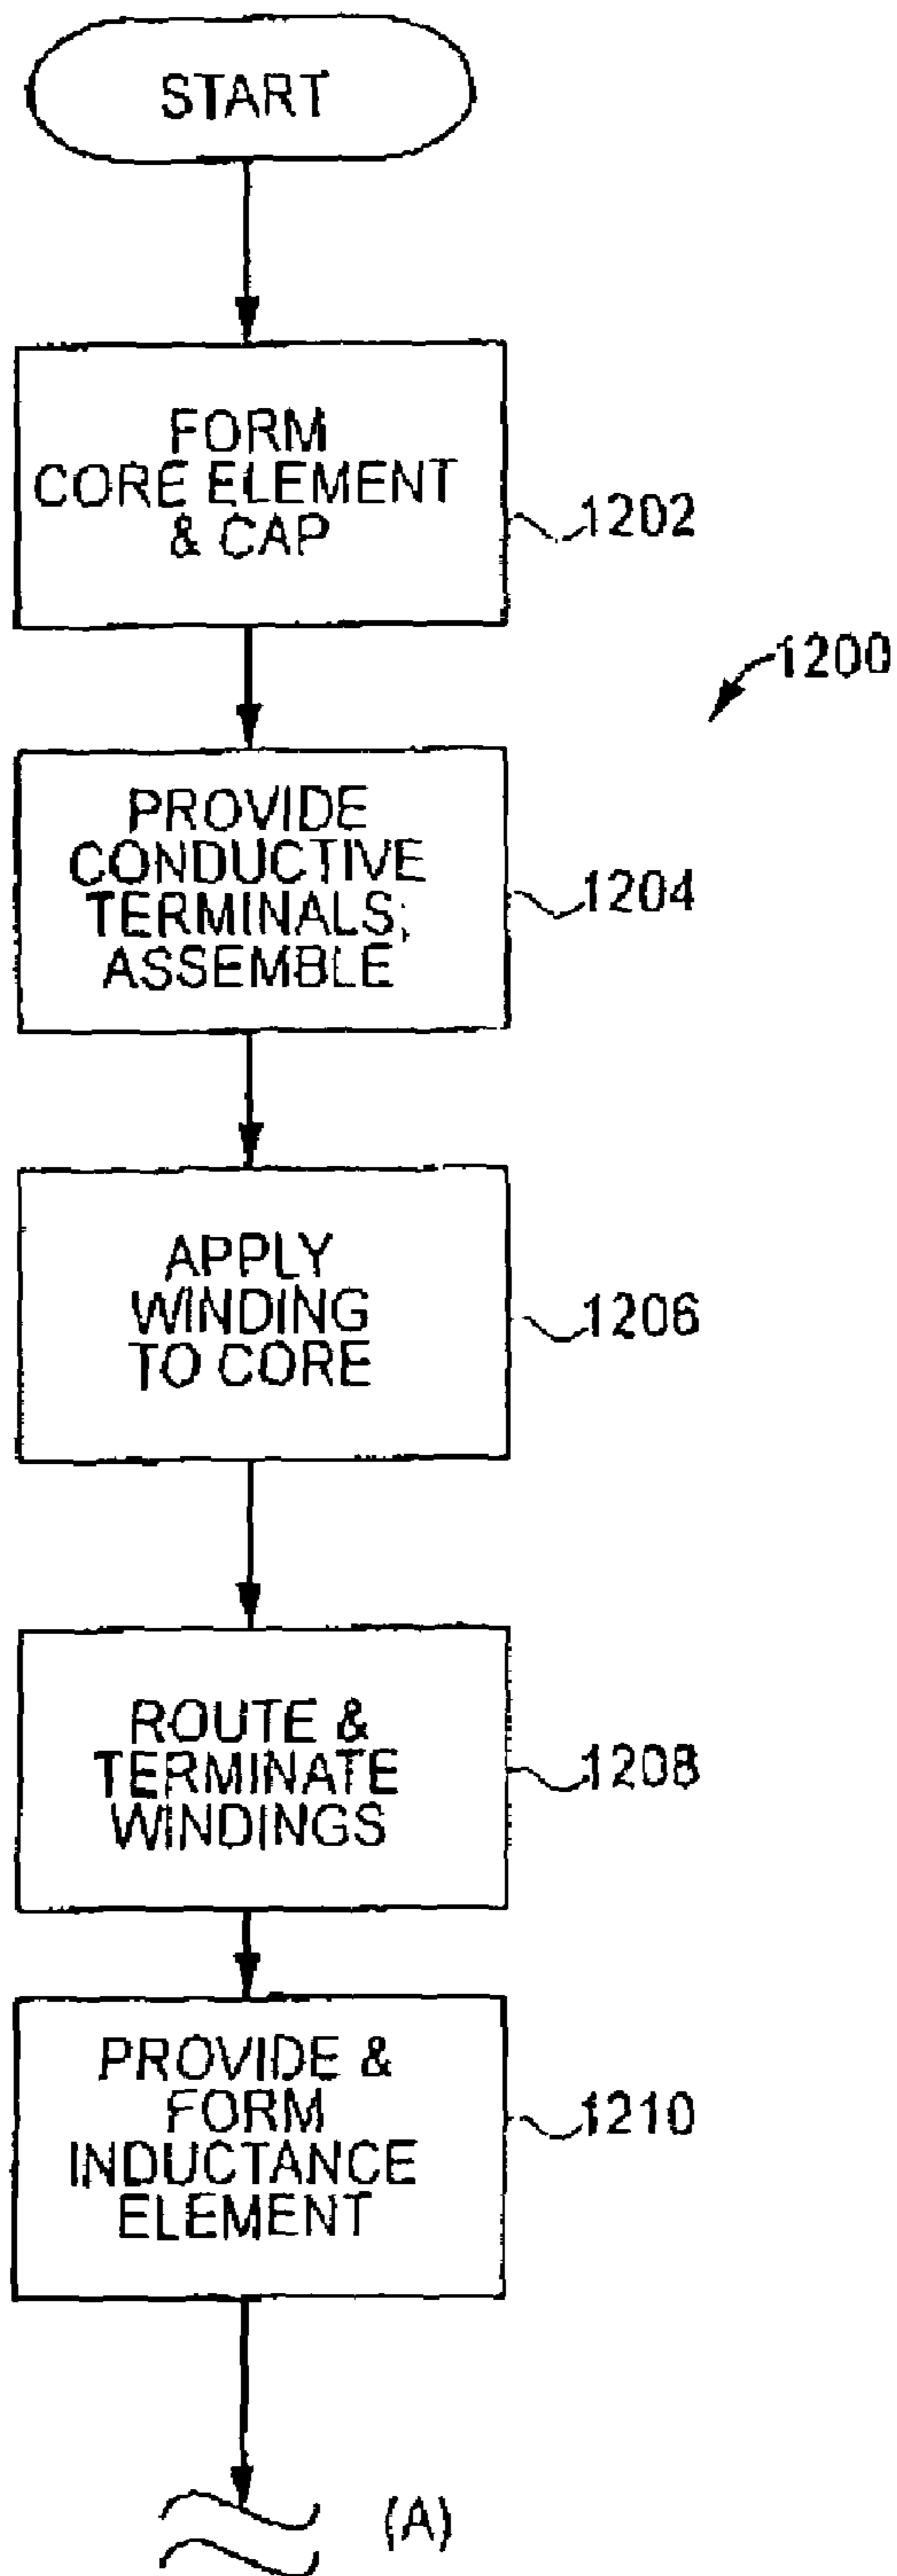 START
FORM
CORE ELEMENT
& CAP
1202
1200
PROVIDE
CONDUCTIVE
TERMINALS,
ASSEMBLE
1204
APPLY
WINDING
TO CORE
1206
ROUTE &
TERMINATE
WINDINGS
1208
PROVIDE &
FORM
INDUCTANCE
ELEMENT
1210
(A)